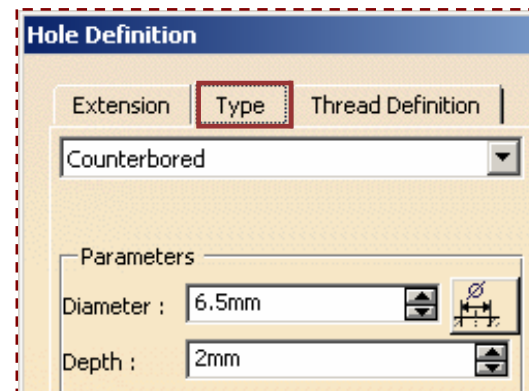 Hole Definition
Extension Type Thread Definition
Counterbored
Parameters
Diameter : 6.5mm
Depth : 2mm